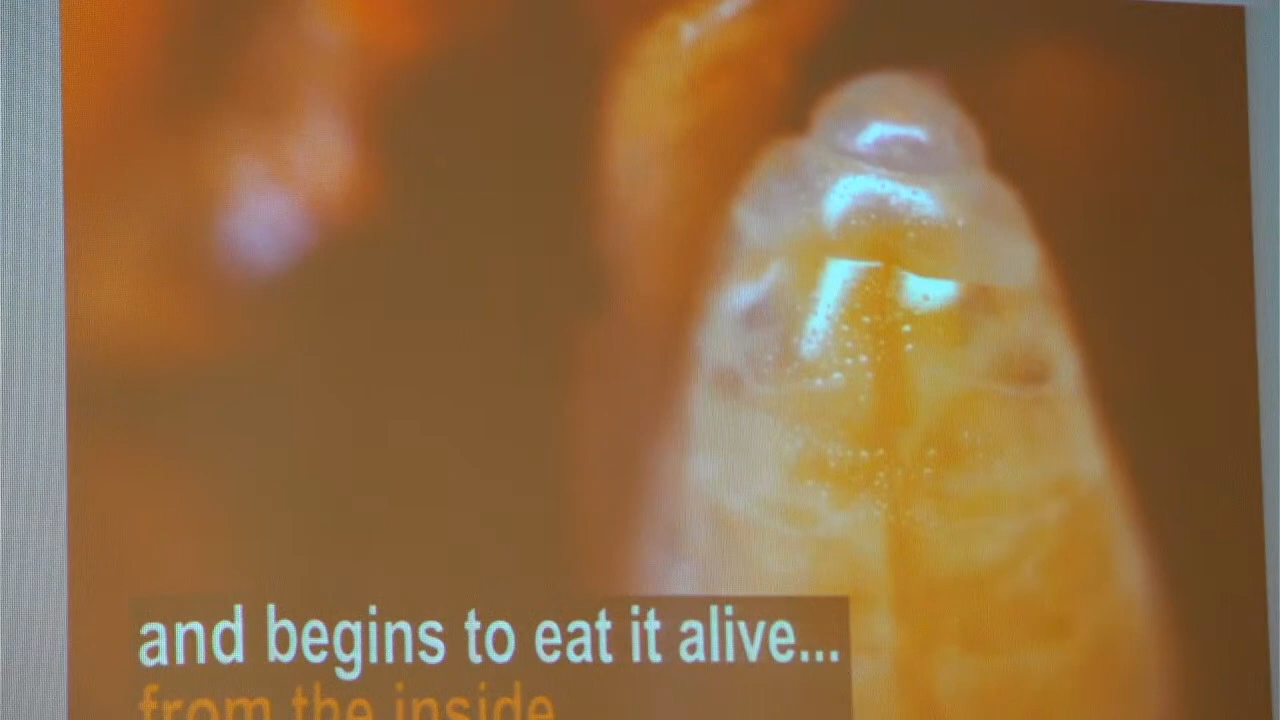 and begins to eat it alive...
from the inside